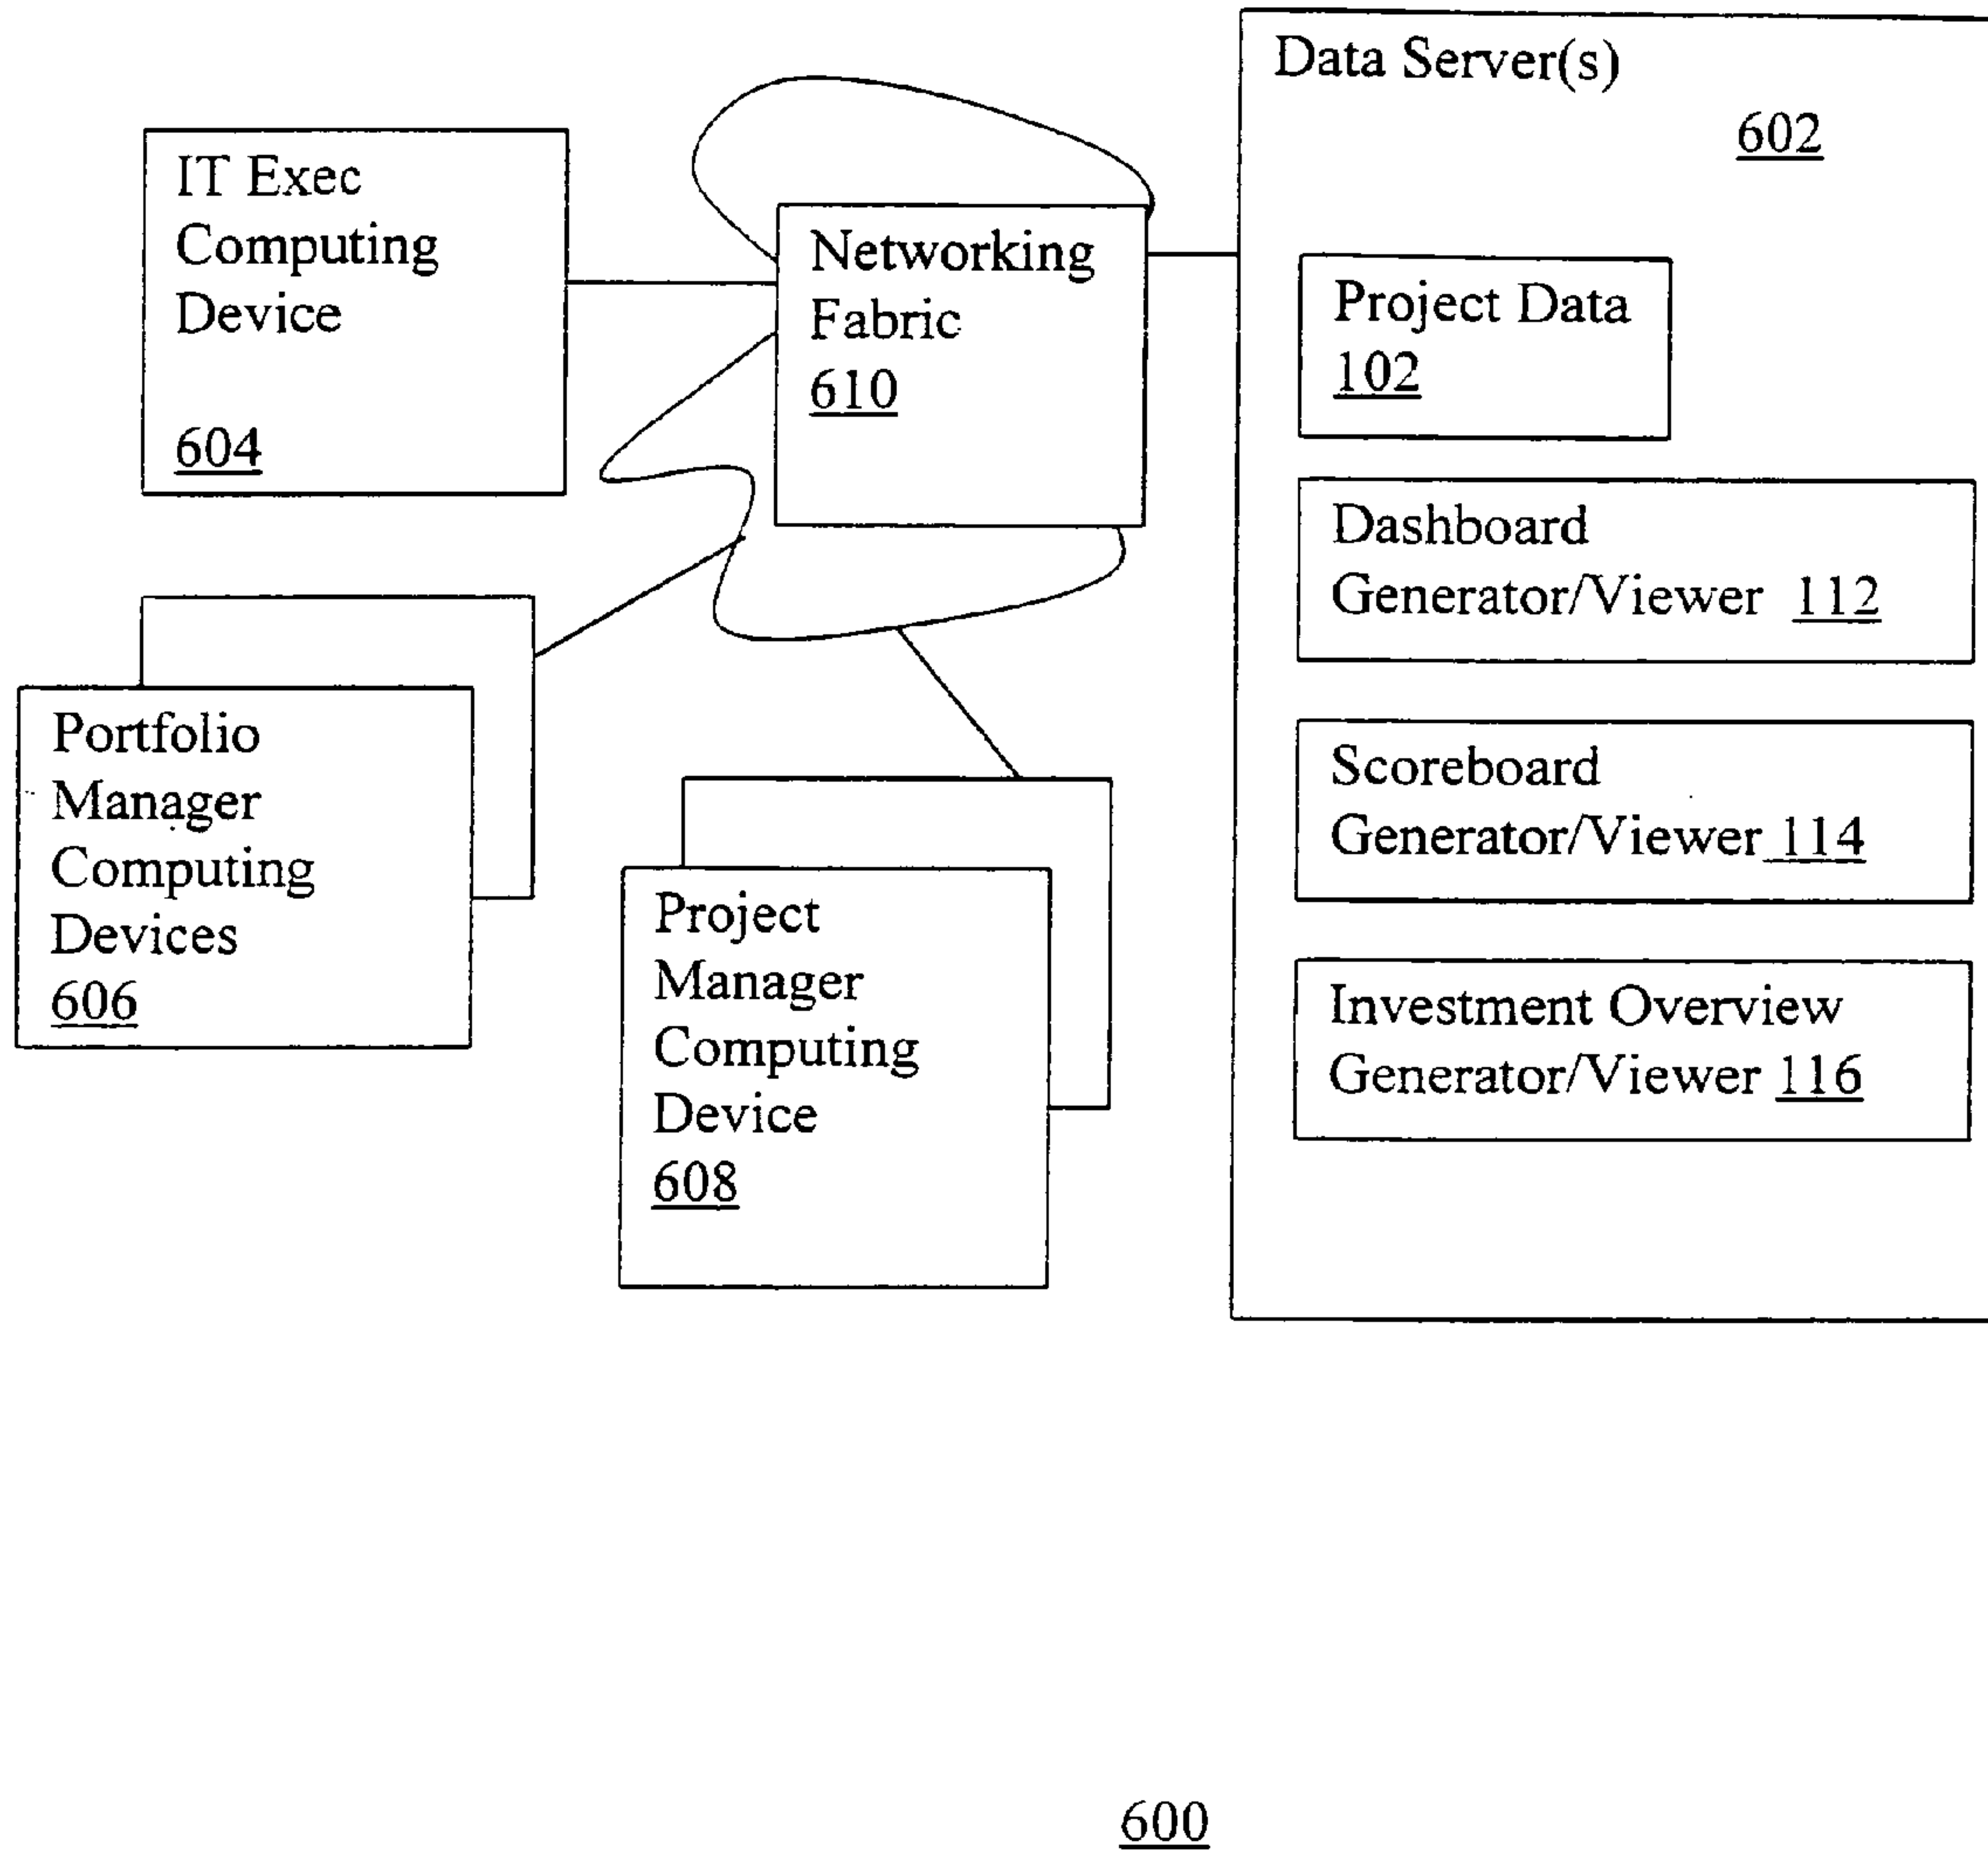 Data Server(s)
602
IT Exec
Computing
Device
604
Networking
Fabric
610
Project Data
102
Dashboard
Generator/Viewer 112
Scoreboard
Generator/Viewer 114
Investment Overview
Generator/Viewer 116
Portfolio
Manager
Computing
Devices
606
Project
Manager
Computing
Device
608
600